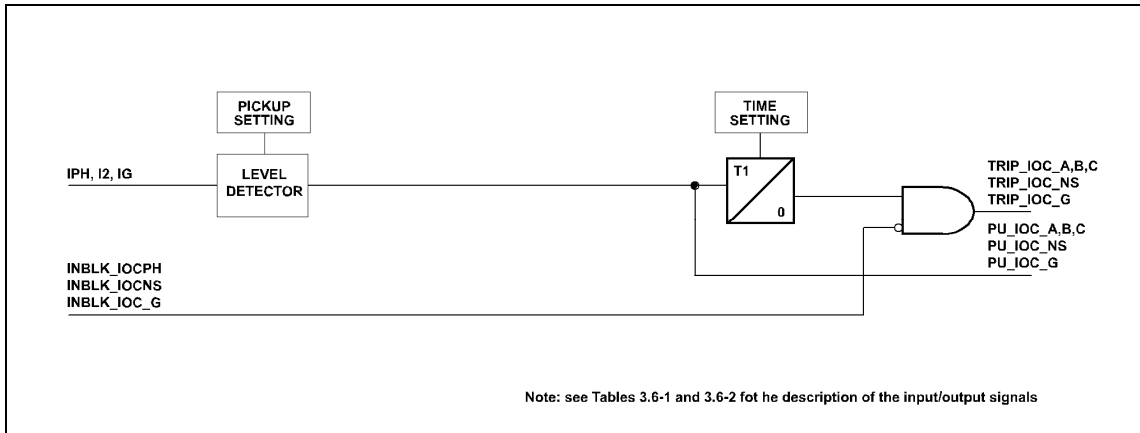 PICKUP
SETTING
TIME
SETTING
IPH, I2, IG
LEVEL
DETECTOR
T1
0
TRIP_IOC_A,B,C
TRIP_IOC_NS
TRIP_IOC_G
PU_IOC_A,B,C
PU_IOC_NS
PU_IOC_G
INBLK_IOCPH
INBLK_IOCNS
INBLK_IOC_G
Note: see Tables 3.6-1 and 3.6-2 fot he description of the input/output signals